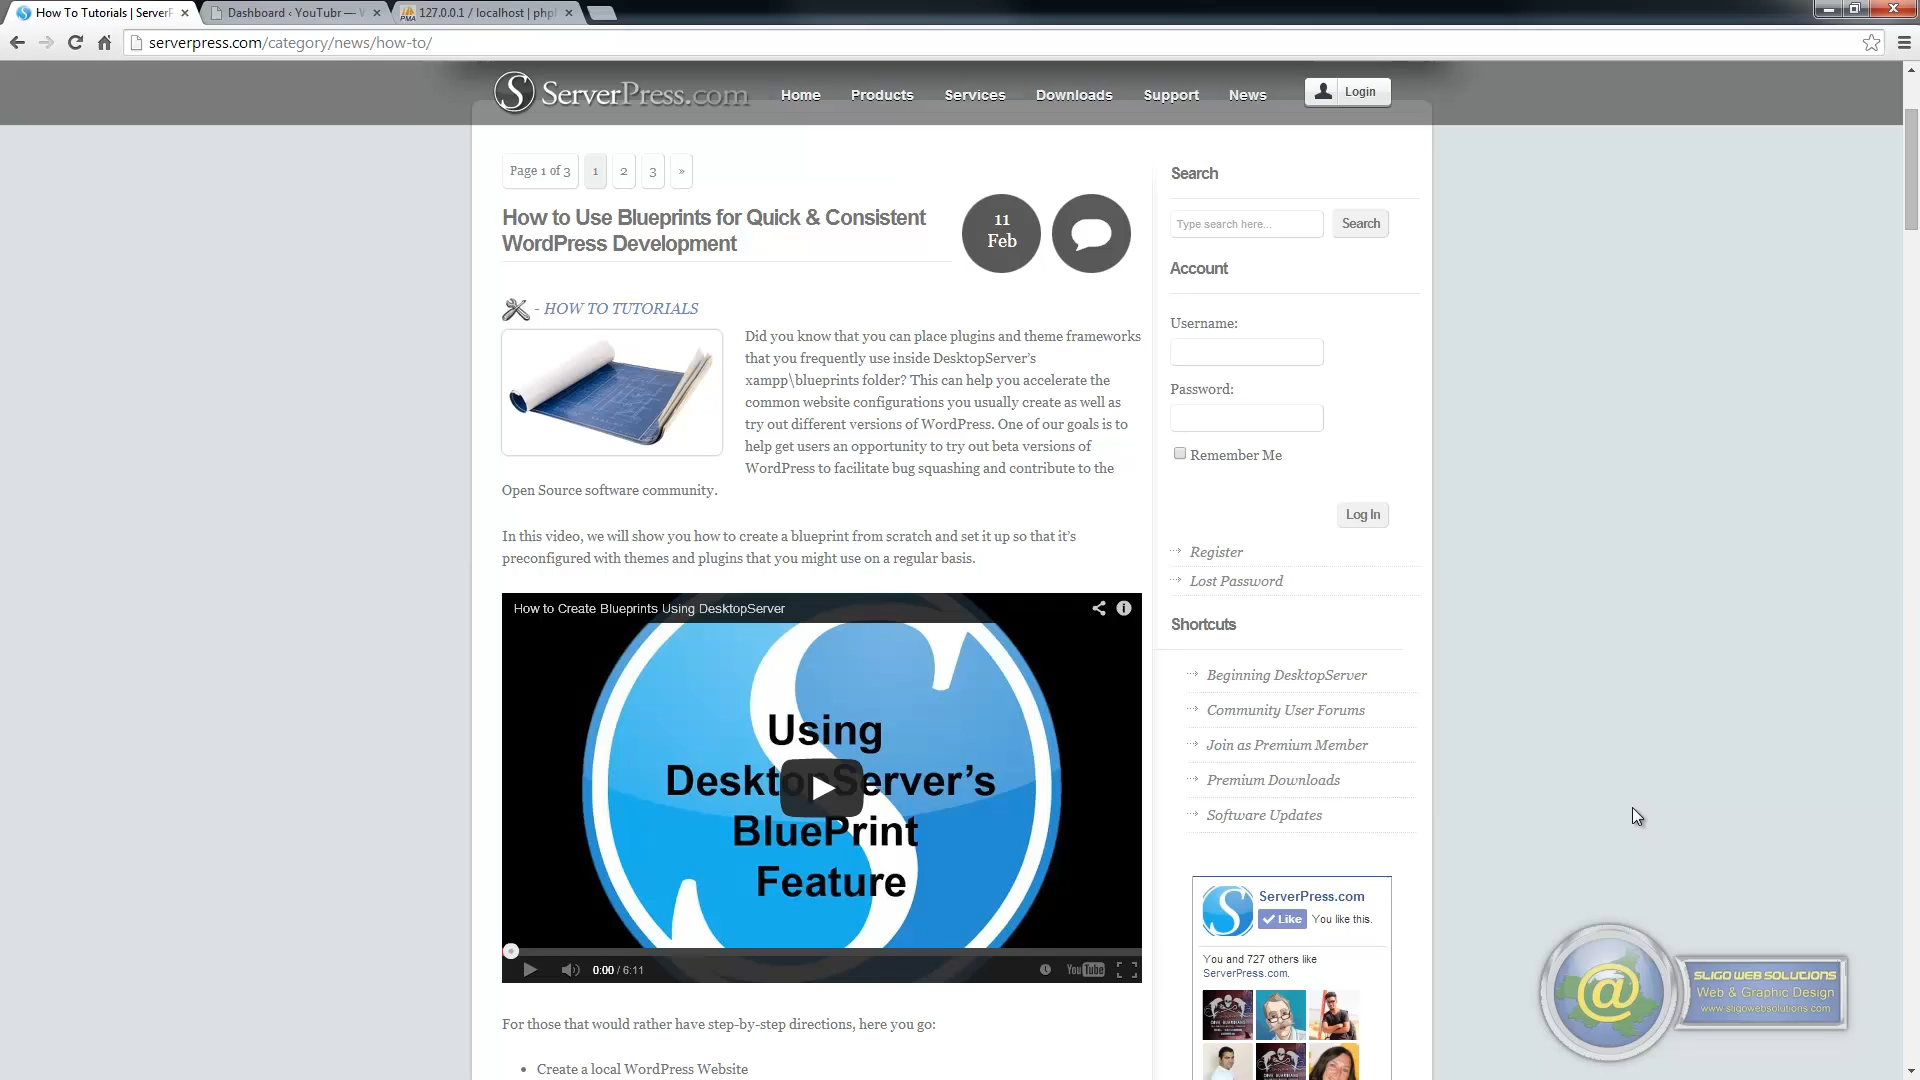 How To Tutorials | ServerP
Dashboard ‹ YouTubr — W
127.0.0.1 / localhost | php
serverpress.com/category/news/how-to/
ServerPress.com
Home
Products
Services
Downloads
Support
News
Login
Page 1 of 3
1
2
3
»
How to Use Blueprints for Quick & Consistent
WordPress Development
11
Feb
- HOW TO TUTORIALS
Did you know that you can place plugins and theme frameworks
that you frequently use inside DesktopServer's
xampp\blueprints folder? This can help you accelerate the
common website configurations you usually create as well as
try out different versions of WordPress. One of our goals is to
help get users an opportunity to try out beta versions of
WordPress to facilitate bug squashing and contribute to the
Open Source software community.
In this video, we will show you how to create a blueprint from scratch and set it up so that it's
preconfigured with themes and plugins that you might use on a regular basis.
How to Create Blueprints Using DesktopServer
Using
DesktopServer's
BluePrint
Feature
0:00 / 6:11
YouTube
For those that would rather have step-by-step directions, here you go:
• Create a local WordPress Website
Search
Type search here...
Search
Account
Username:
Password:
Remember Me
Log In
Register
Lost Password
Shortcuts
Beginning DesktopServer
Community User Forums
Join as Premium Member
Premium Downloads
Software Updates
ServerPress.com
Like
You like this.
You and 727 others like
ServerPress.com.
@
SLIGO WEB SOLUTIONS
Web & Graphic Design
www.sligowebsolutions.com